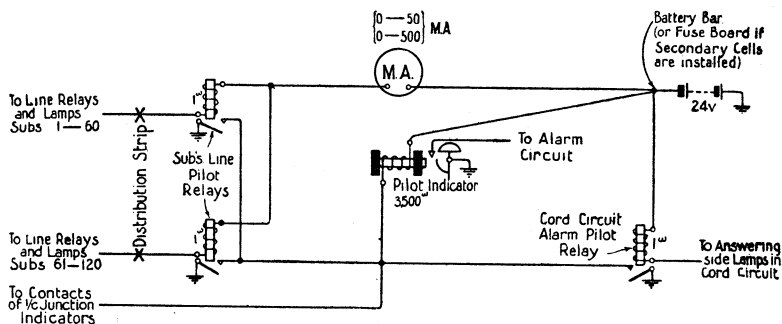 {0—50
0—500} M.A
M.A.
Battery Bar
(or Fuse Board if
Secondary Cells
are installed)
24v
To Line Relays
and Lamps
Subs 1—60
1ω
Distribution Strip
Sub's Line
Pilot
Relays
To Alarm
Circuit
Pilot Indicator
3,500ω
1ω
To Line Relays
and Lamps
Subs 61—120
Cord Circuit
Alarm Pilot
Relay
1ω
To Answering
side Lamps in
Cord Circuit
To Contacts
of I/c Junction
Indicators